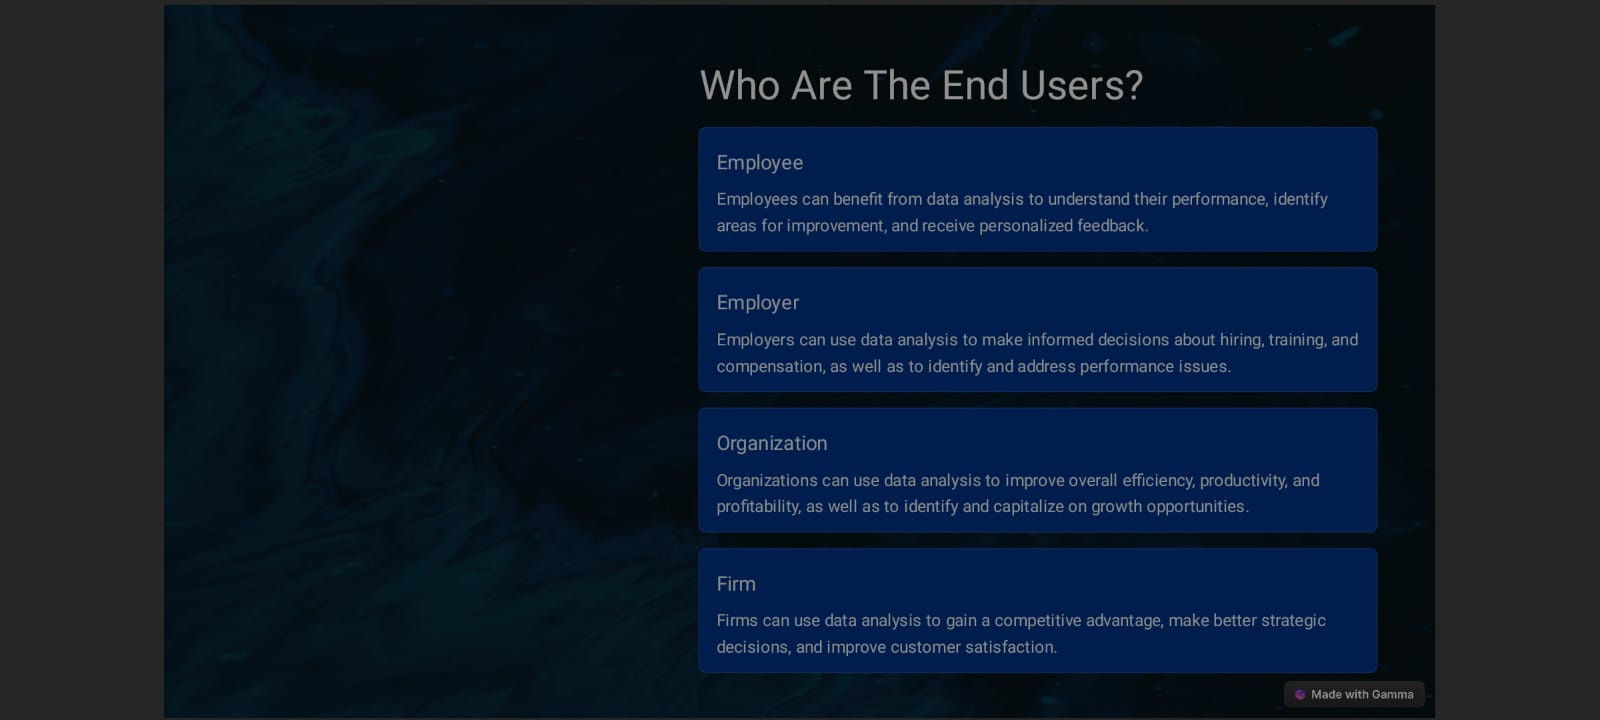 Who Are The End Users?
Employee
Employees can benefit from data analysis to understand their performance, identify
areas for improvement, and receive personalized feedback.
Employer
Employers can use data analysis to make informed decisions about hiring, training, and
compensation, as well as to identify and address performance issues.
Organization
Organizations can use data analysis to improve overall efficiency, productivity, and
profitability, as well as to identify and capitalize on growth opportunities.
Firm
Firms can use data analysis to gain a competitive advantage, make better strategic
decisions, and improve customer satisfaction.
Made with Gamma